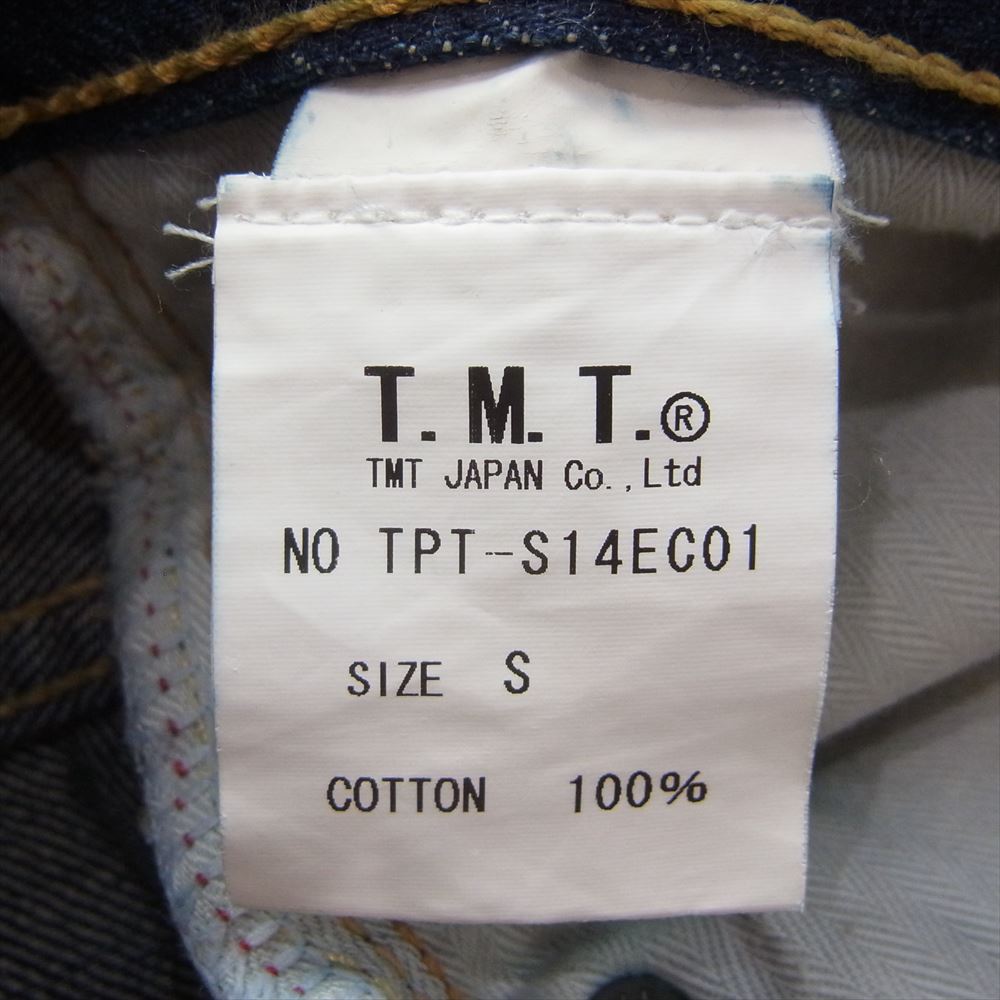 T.M.T.®
TMT JAPAN Co.,Ltd
NO TPT-S14EC01
SIZE S
COTTON 100%